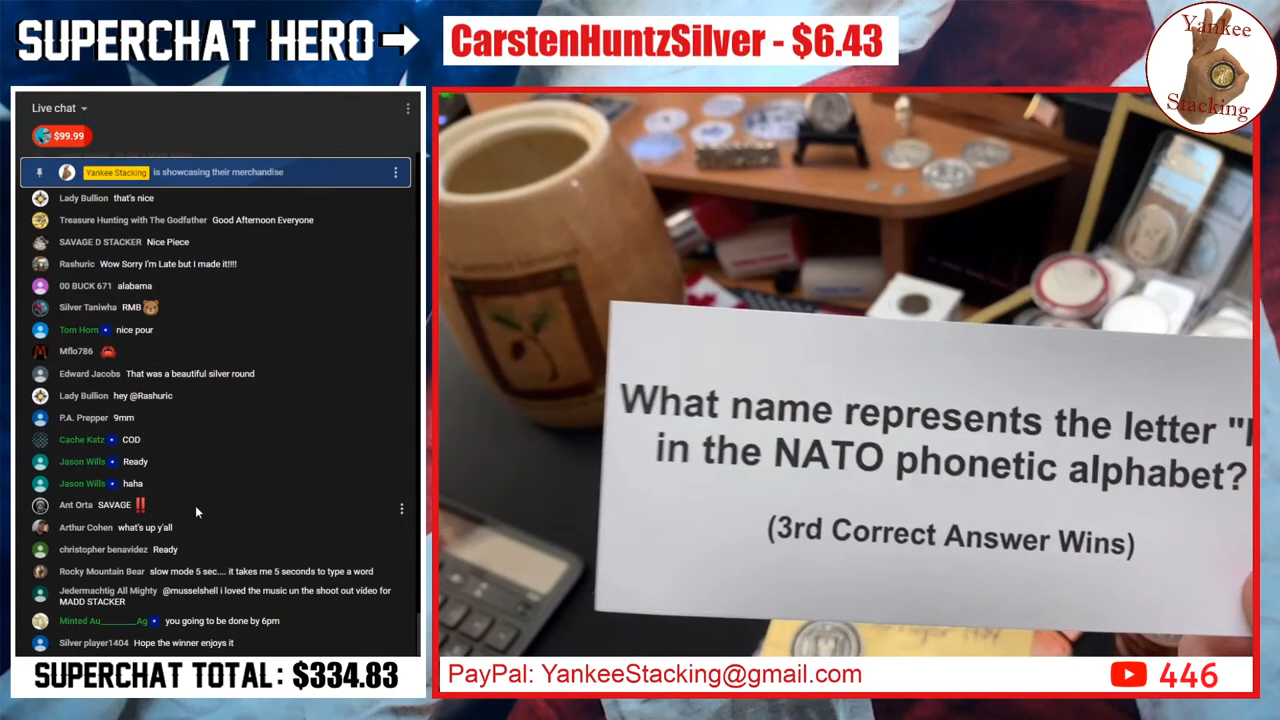 SUPERCHAT HERO
CarstenHuntzSilver - $6.43
Yankee
Stacking
Live chat
$99.99
Yankee Stacking is showcasing their merchandise
Lady Bullion that's nice
Treasure Hunting with The Godfather Good Afternoon Everyone
SAVAGE D STACKER Nice Piece
Rashuric Wow Sorry I'm Late but I made it!!!!
00 BUCK 671 alabama
Silver Taniwha RMB
Tom Horn nice pour
Mflo786
Edward Jacobs That was a beautiful silver round
Lady Bullion hey @Rashuric
P.A. Prepper 9mm
Cache Katz COD
Jason Wills Ready
Jason Wills haha
Ant Orta SAVAGE ‼️
Arthur Cohen what's up y'all
christopher benavidez Ready
Rocky Mountain Bear slow mode 5 sec.... it takes me 5 seconds to type a word
Jedermachtig All Mighty @musselshell i loved the music un the shoot out video for
MADD STACKER
Minted Au_______Ag you going to be done by 6pm
Silver player1404 Hope the winner enjoys it
SUPERCHAT TOTAL: $334.83
What name represents the letter "
in the NATO phonetic alphabet?
(3rd Correct Answer Wins)
PayPal: YankeeStacking@gmail.com
446